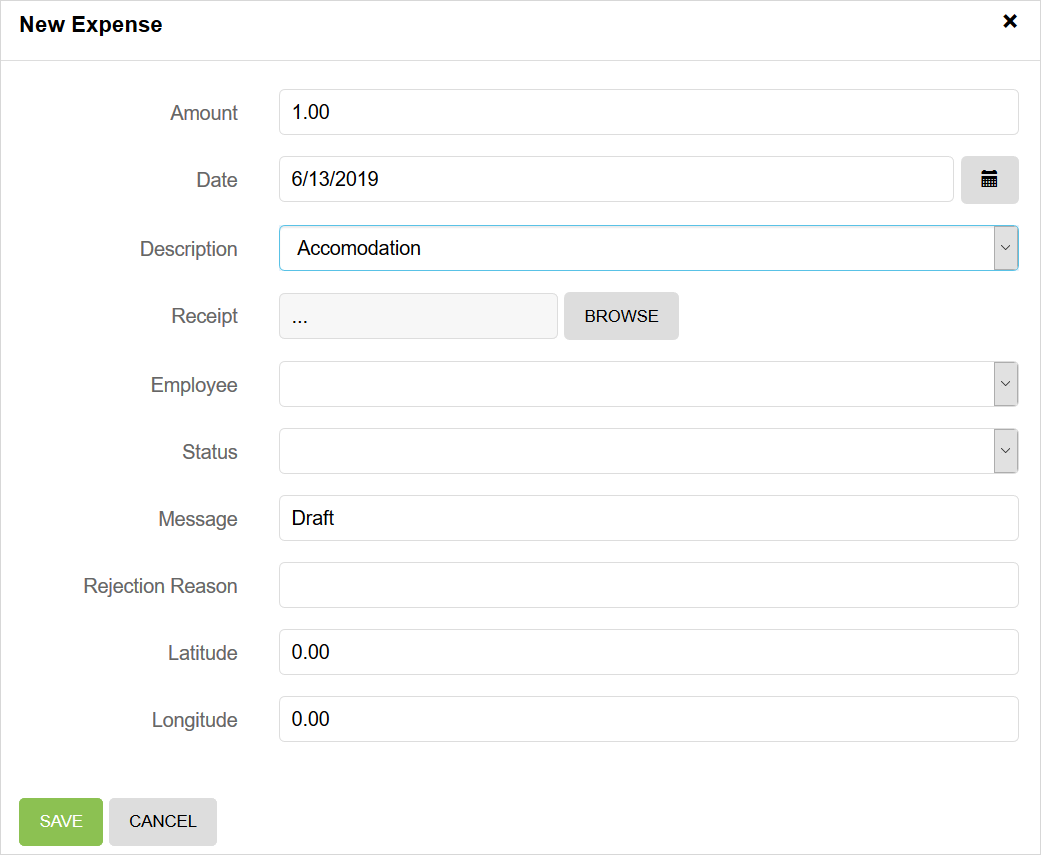 New Expense ×
Amount 1.00
Date 6/13/2019
Description Accomodation
Receipt ... BROWSE
Employee
Status
Message Draft
Rejection Reason
Latitude 0.00
Longitude 0.00
SAVE CANCEL